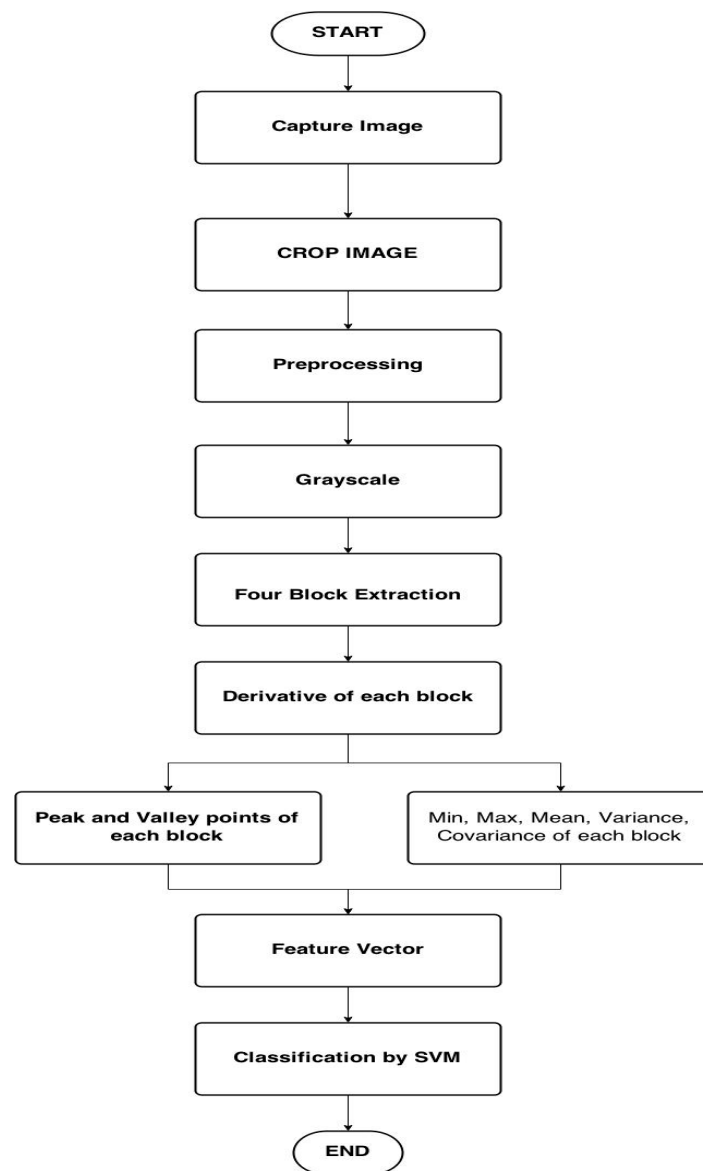 START
Capture Image
CROP IMAGE
Preprocessing
Grayscale
Four Block Extraction
Derivative of each block
Peak and Valley points of
each block
Min, Max, Mean, Variance,
Covariance of each block
Feature Vector
Classification by SVM
END